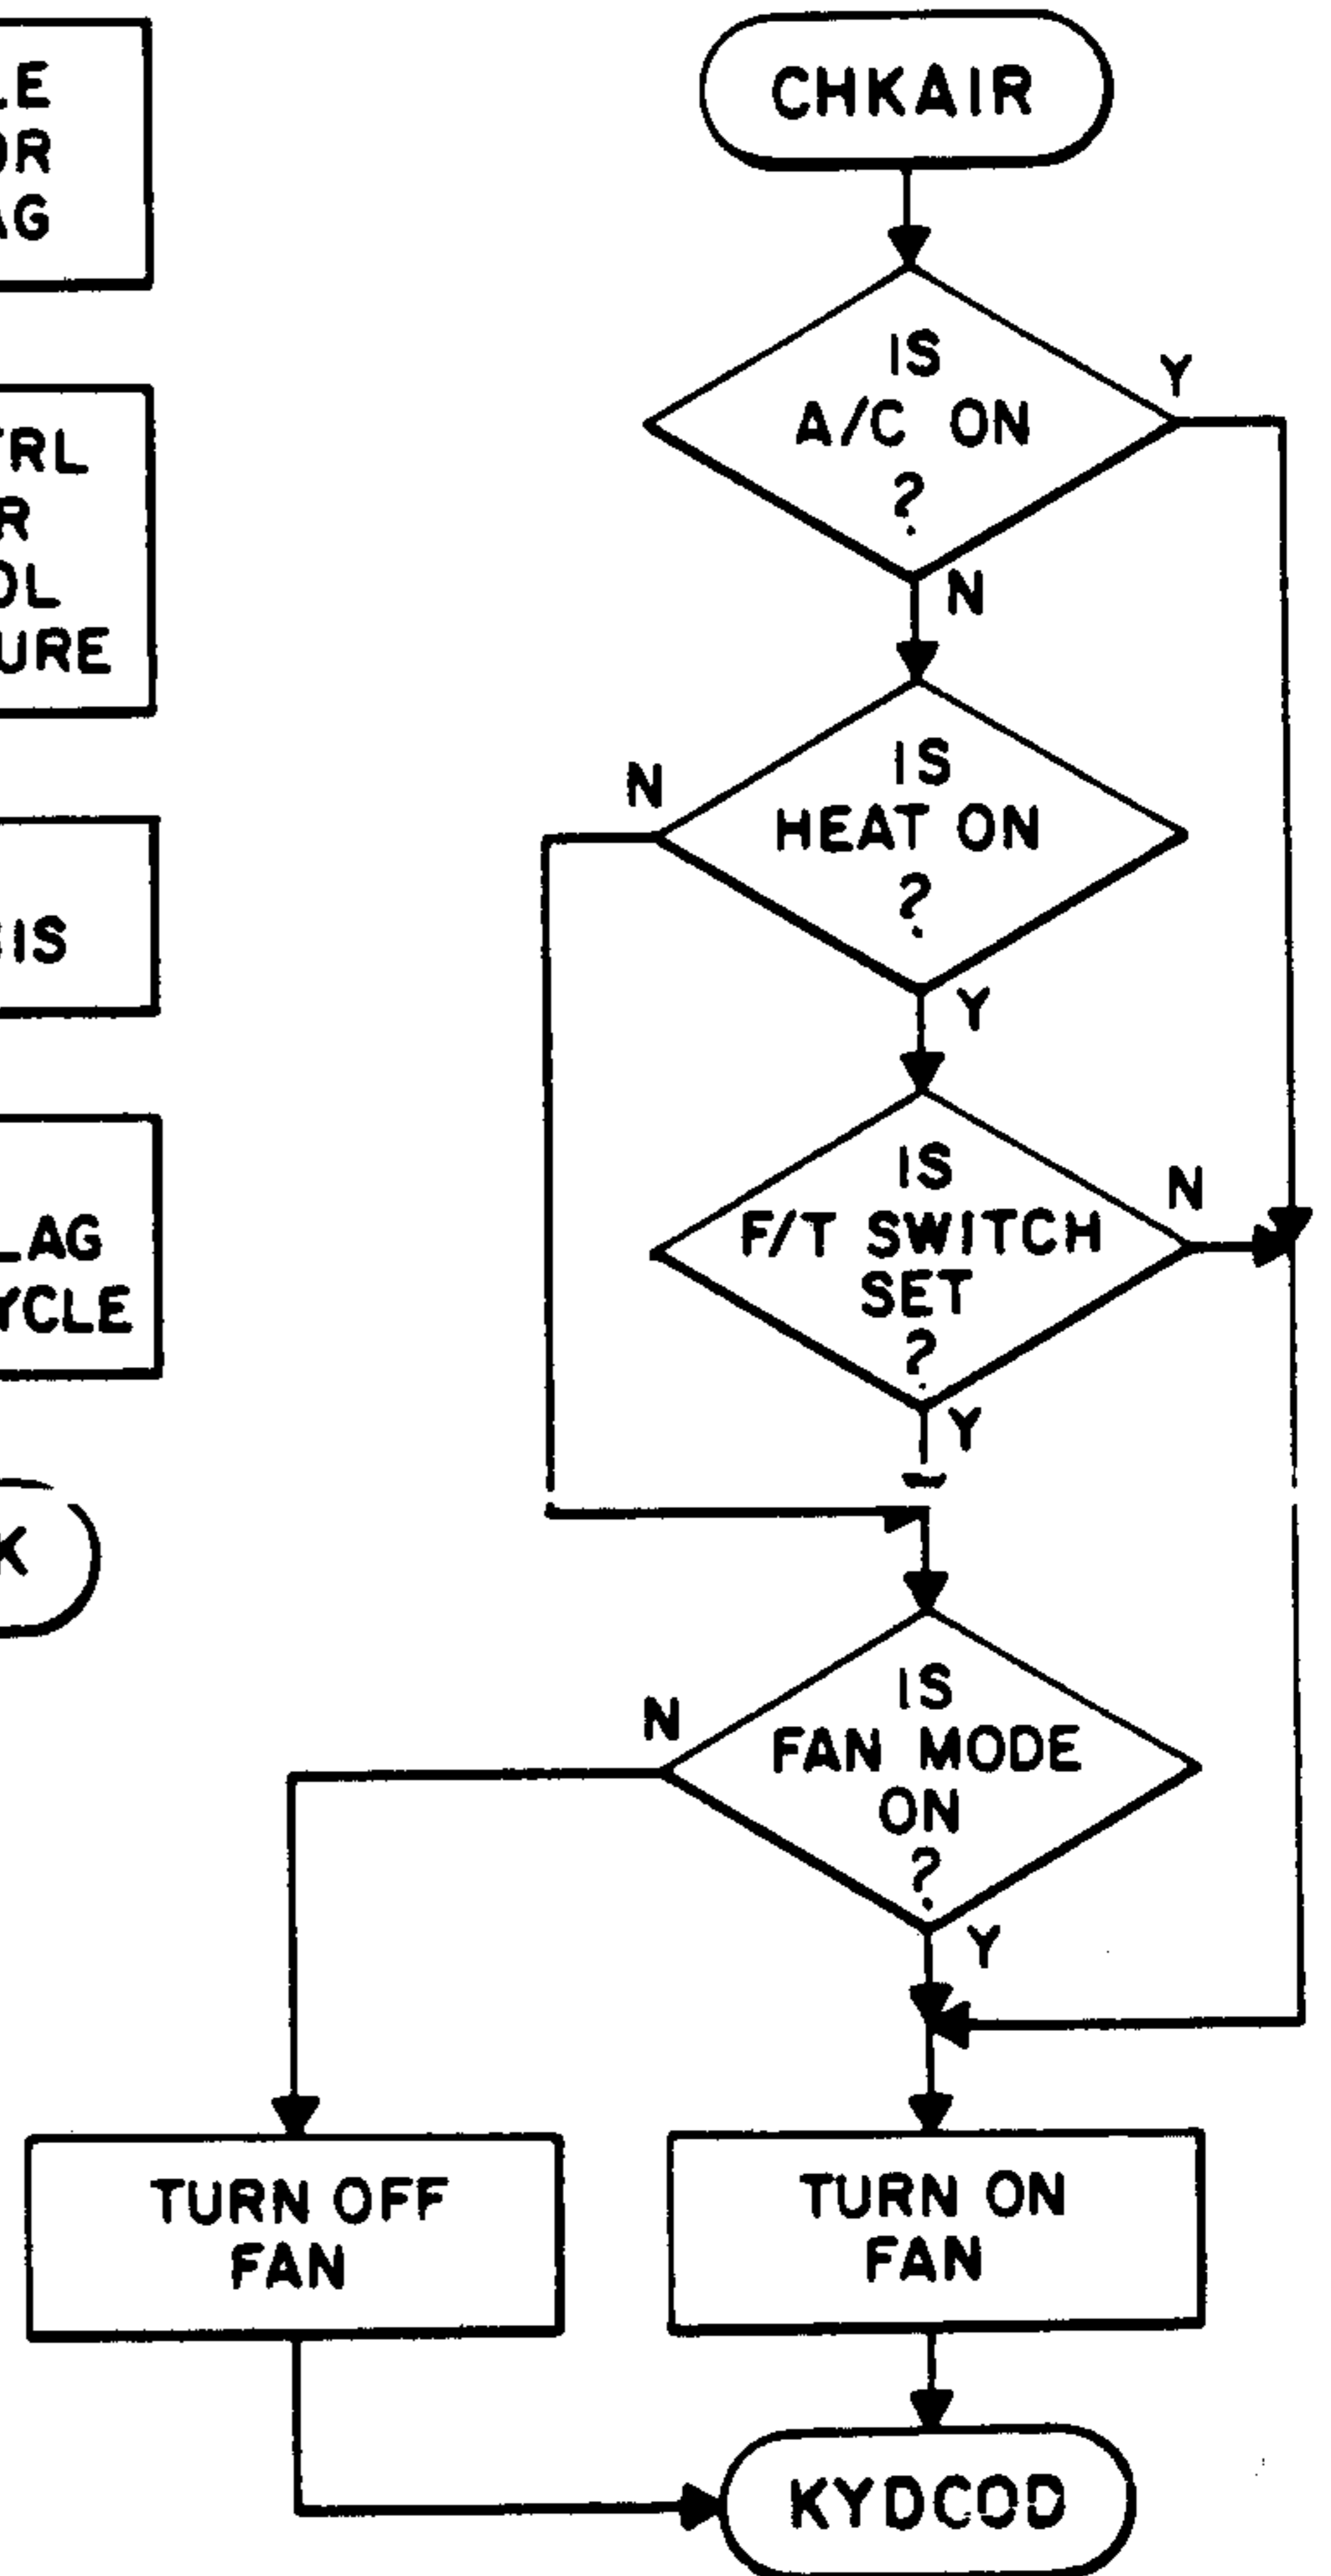 CHKAIR
IS
A/C ON
?
Y
N
IS
HEAT ON
?
N
Y
IS
F/T SWITCH
SET
?
N
Y
IS
FAN MODE
ON
?
N
Y
TURN OFF
FAN
TURN ON
FAN
KYDCOD